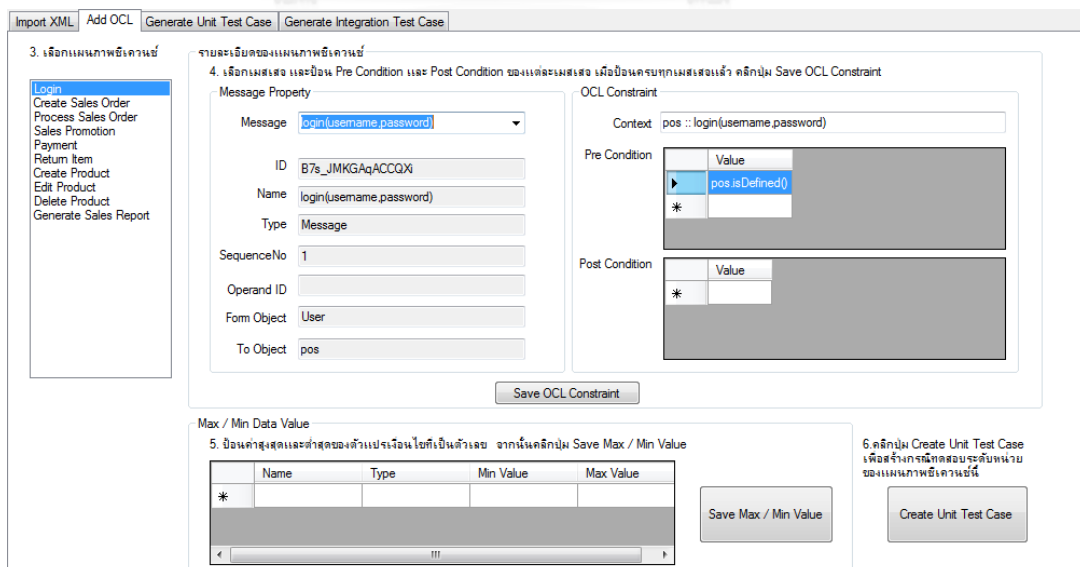 Import XML
Add OCL
Generate Unit Test Case
Generate Integration Test Case
3. เลือกแผนภาพซีเควนซ์
Login
Create Sales Order
Process Sales Order
Sales Promotion
Payment
Return Item
Create Product
Edit Product
Delete Product
Generate Sales Report
รายละเอียดของแผนภาพซีเควนซ์
4. เลือกเมสเสจ และป้อน Pre Condition และ Post Condition ของแต่ละเมสเสจ เมื่อป้อนครบทุกเมสเสจแล้ว คลิกปุ่ม Save OCL Constraint
Message Property
Message login(username,password)
ID B7s_JMKGAqACCQXi
Name login(username,password)
Type Message
SequenceNo 1
Operand ID
Form Object User
To Object pos
OCL Constraint
Context pos :: login(username,password)
Pre Condition
Value
pos.isDefined()
Post Condition
Value
Save OCL Constraint
Max / Min Data Value
5. ป้อนค่าสูงสุดและต่ำสุดของตัวแปรเงื่อนไขที่เป็นตัวเลข จากนั้นคลิกปุ่ม Save Max / Min Value
Name Type Min Value Max Value
Save Max / Min Value
6.คลิกปุ่ม Create Unit Test Case
เพื่อสร้างกรณีทดสอบระดับหน่วย
ของแผนภาพซีเควนซ์นี้
Create Unit Test Case